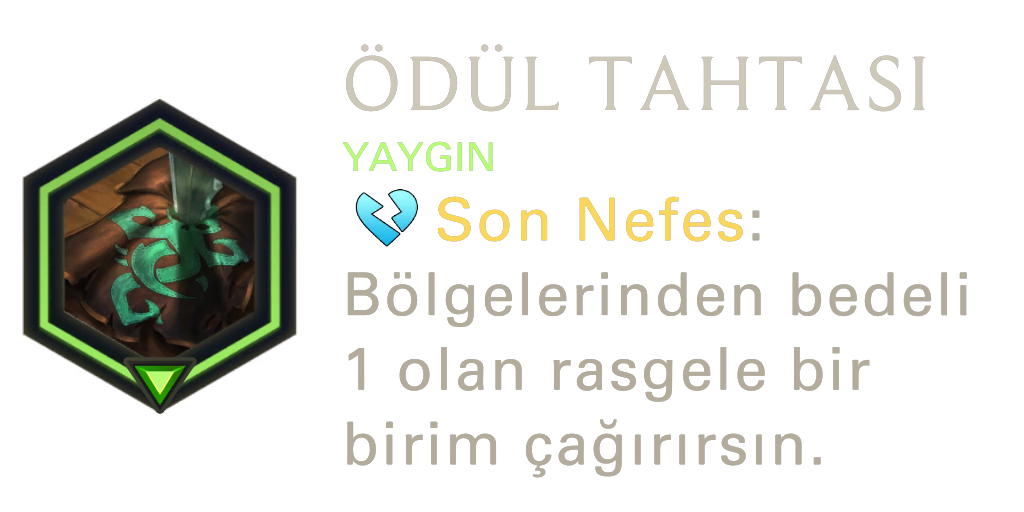 ÖDÜL TAHTASI
YAYGIN
Son Nefes:
Bölgelerinden bedeli
1 olan rasgele bir
birim çağırırsın.